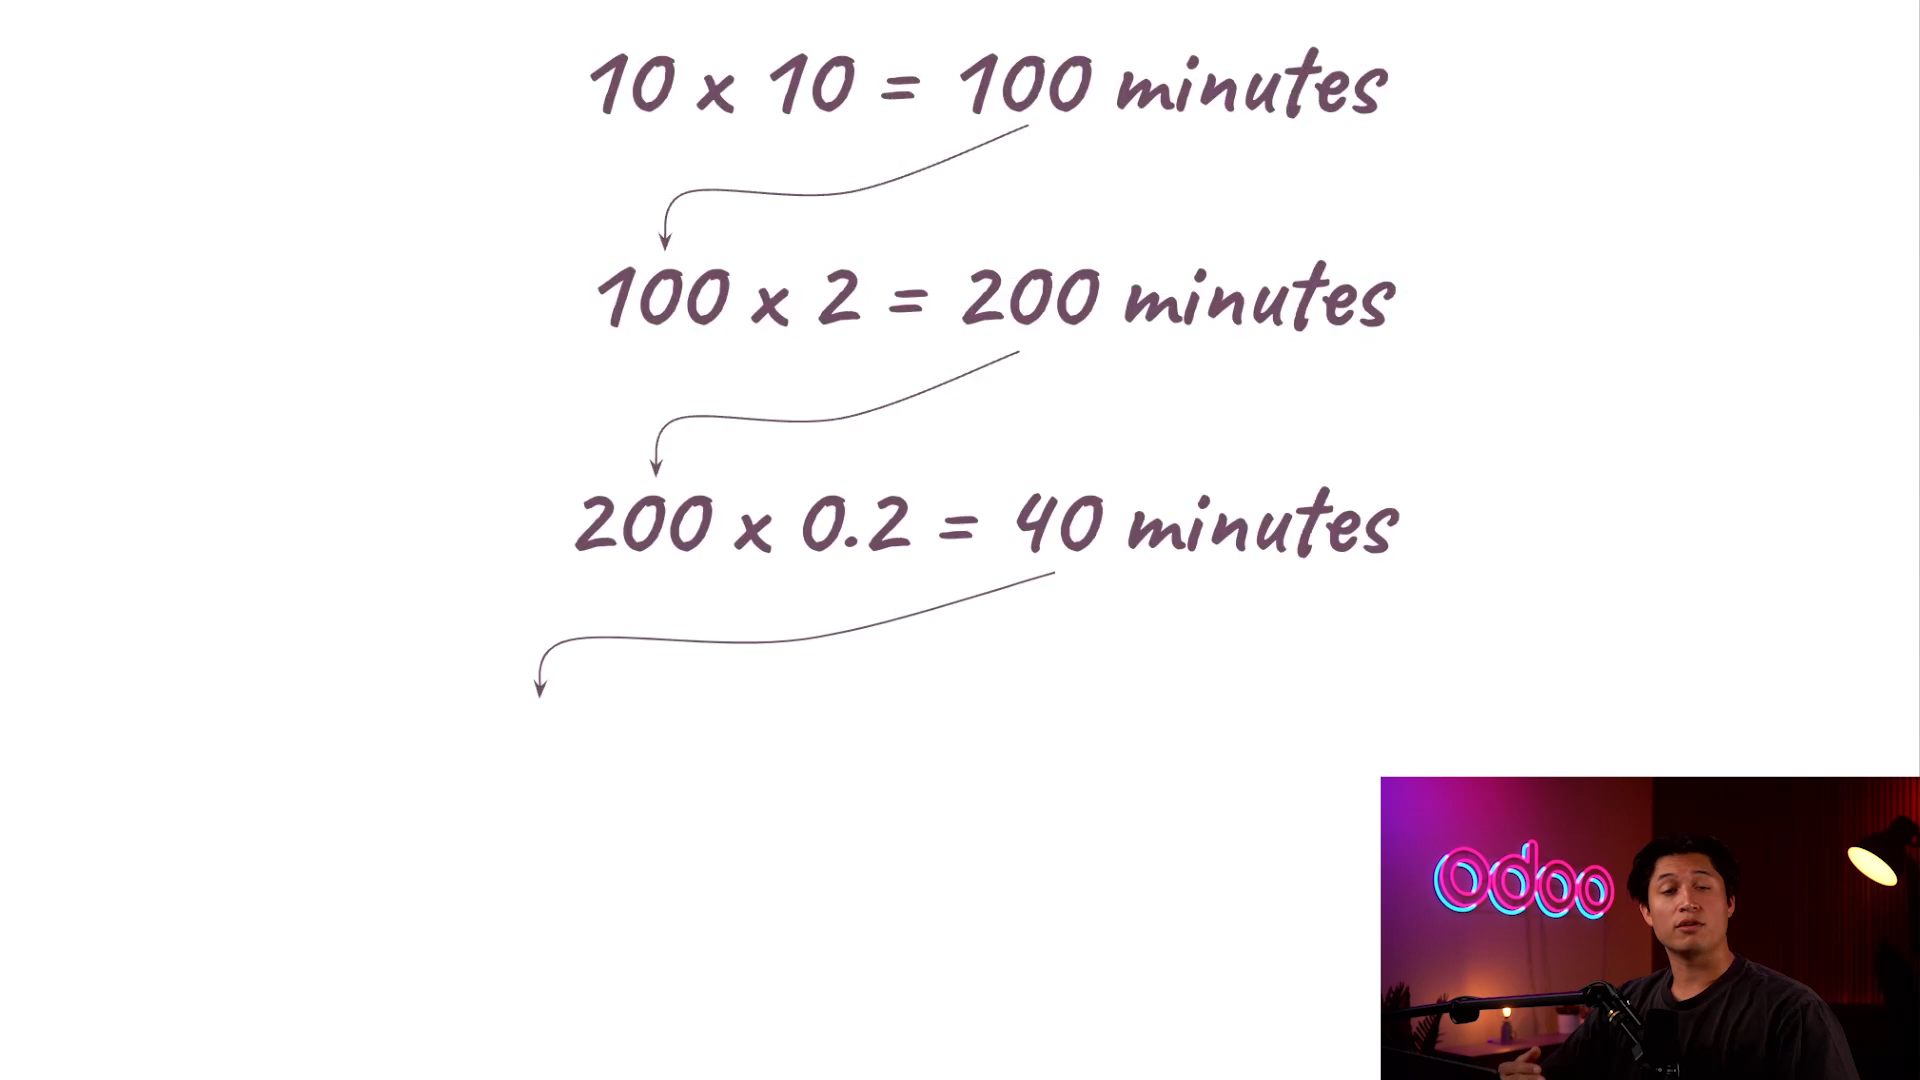 10 x 10 = 100 minutes
100 x 2 = 200 minutes
200 x 0.2 = 40 minutes
odoo